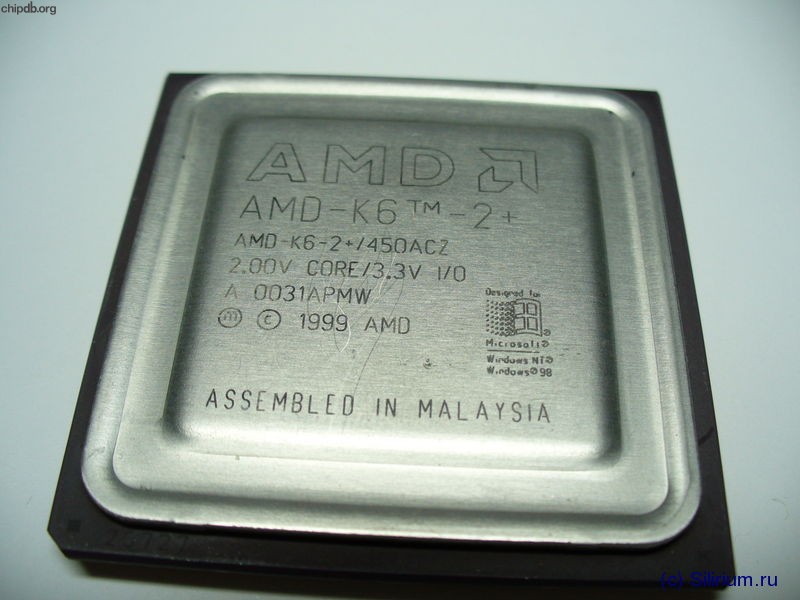 chipdb.org
AMD
AMD-K6™-2+
AMD-K6-2+/450ACZ
2.00V CORE/3.3V I/O
A 0031APMW
ⓜ © 1999 AMD
Designed for
Microsoft®
Windows NT®
Windows®98
ASSEMBLED IN MALAYSIA
(c) Silirium.ru